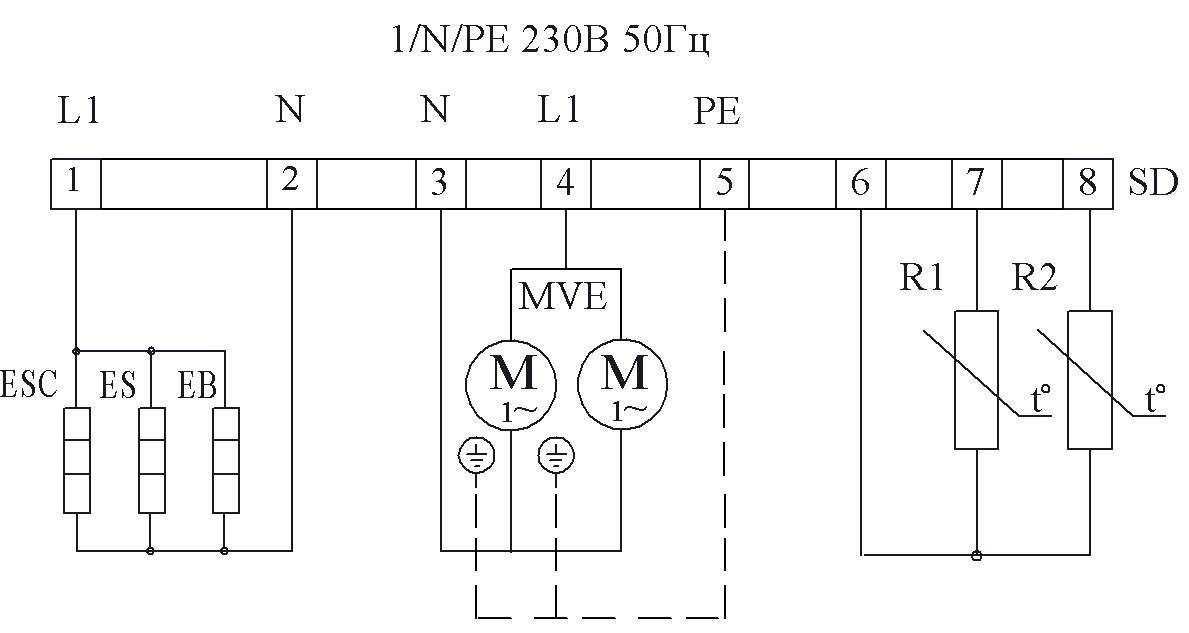 1/N/PE 230В 50Гц
L1 N N L1 PE
1 2 3 4 5 6 7 8 SD
R1 R2
MVE
ESC ES EB M M
1~ 1~
t° t°